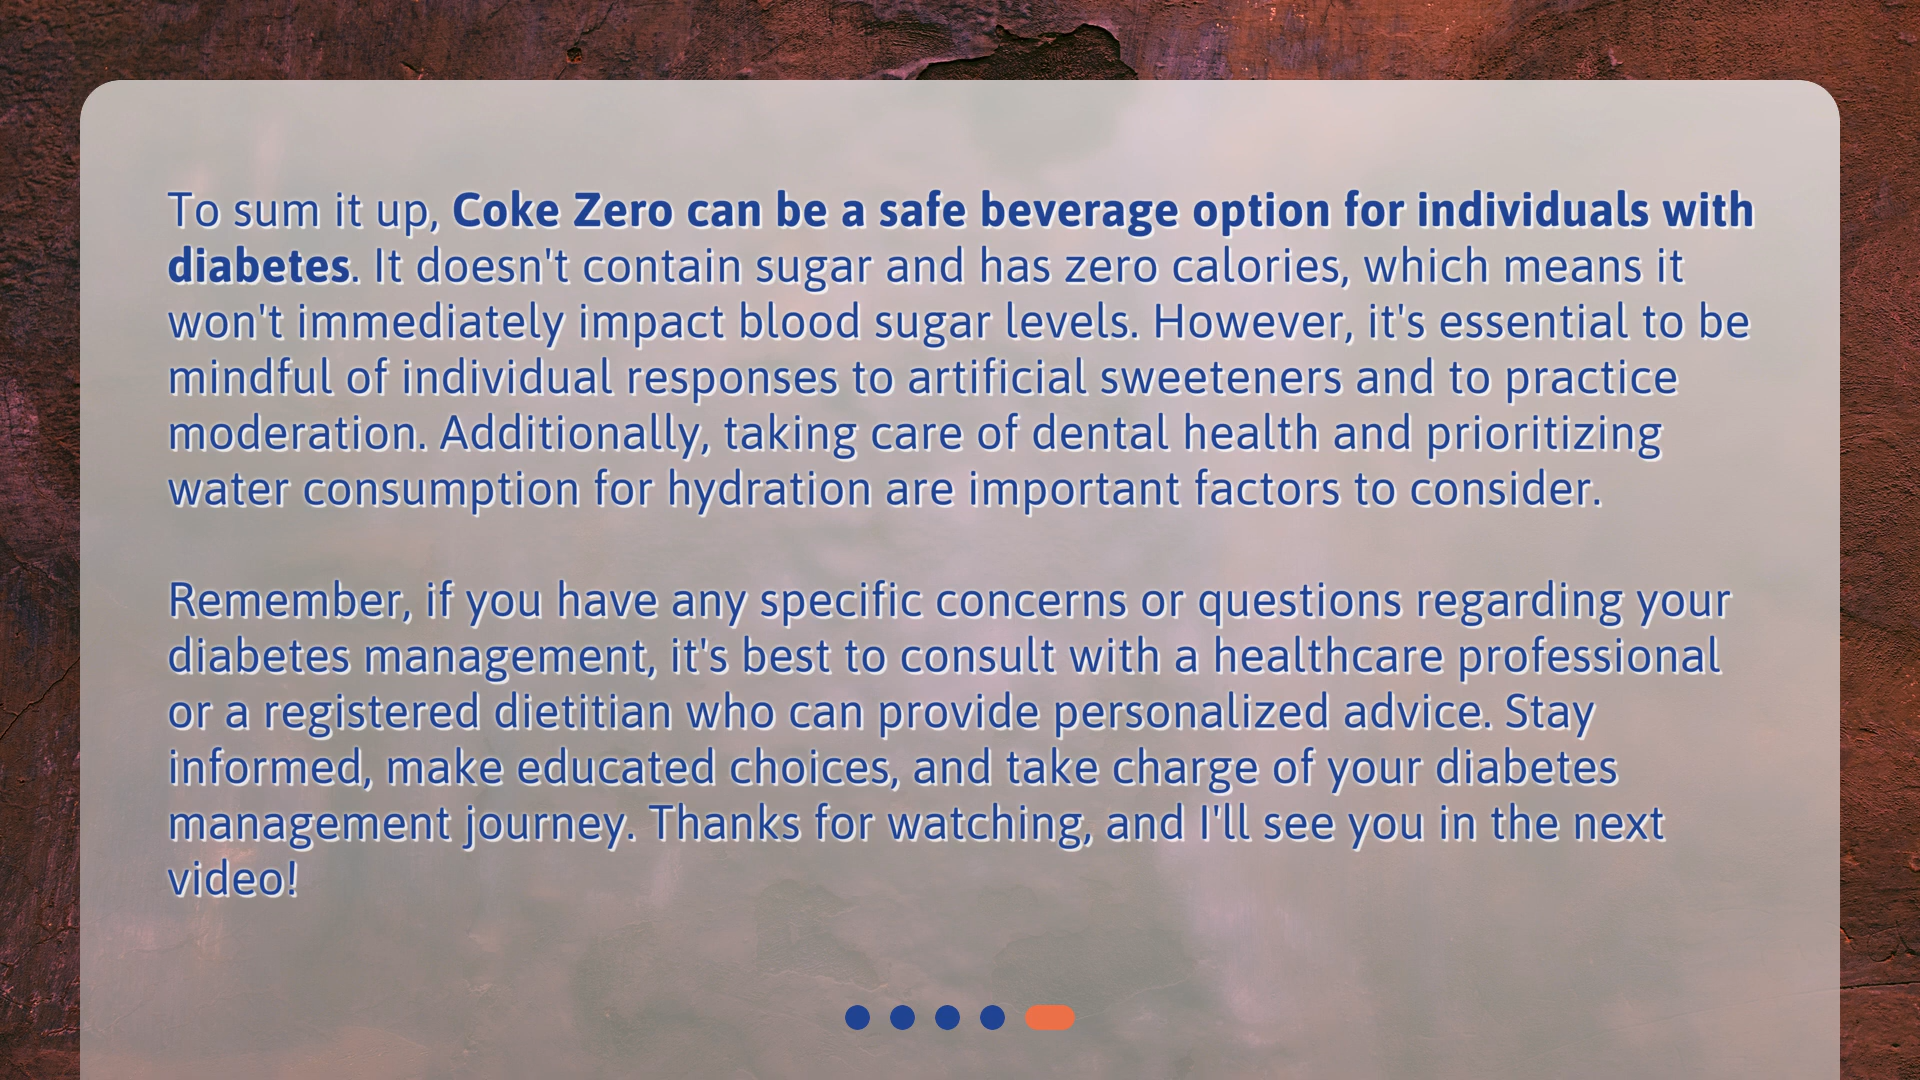 To sum it up, Coke Zero can be a safe beverage option for individuals with
diabetes. It doesn't contain sugar and has zero calories, which means it
won't immediately impact blood sugar levels. However, it's essential to be
mindful of individual responses to artificial sweeteners and to practice
moderation. Additionally, taking care of dental health and prioritizing
water consumption for hydration are important factors to consider.
Remember, if you have any specific concerns or questions regarding your
diabetes management, it's best to consult with a healthcare professional
or a registered dietitian who can provide personalized advice. Stay
informed, make educated choices, and take charge of your diabetes
management journey. Thanks for watching, and I'll see you in the next
video!